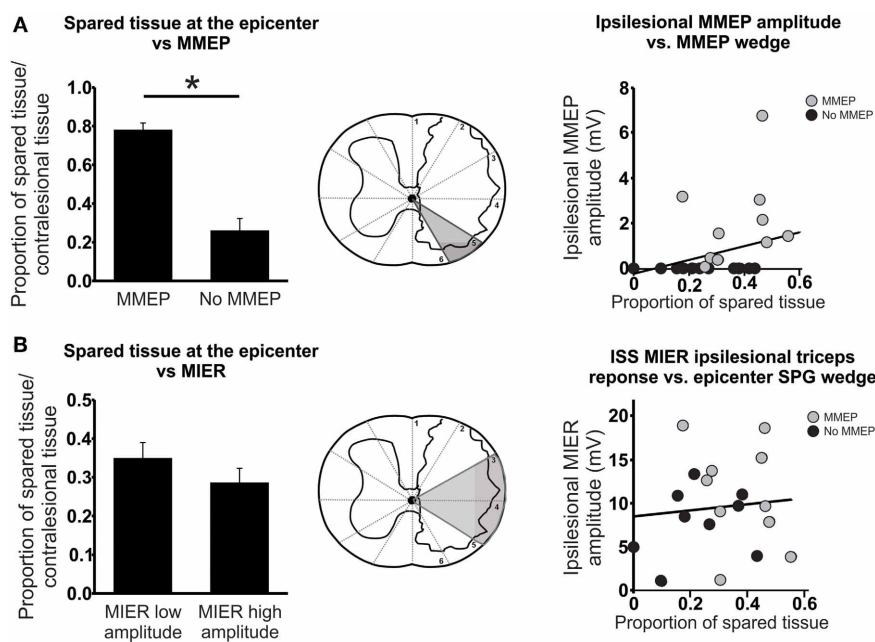 A
Spared tissue at the epicenter
vs MMEP
Proportion of spared tissue/
contralesional tissue
1.0
0.8
0.6
0.4
0.2
0.0
*
MMEP
No MMEP
1
2
3
4
5
6
Ipsilesional MMEP amplitude
vs. MMEP wedge
Ipsilesional MMEP
amplitude (mV)
8
6
4
2
0
0
0.2
0.4
0.6
Proportion of spared tissue
MMEP
No MMEP
B
Spared tissue at the epicenter
vs MIER
Proportion of spared tissue/
contralesional tissue
0.5
0.4
0.3
0.2
0.1
0.0
MIER low
amplitude
MIER high
amplitude
1
2
3
4
5
6
ISS MIER ipsilesional triceps
reponse vs. epicenter SPG wedge
Ipsilesional MIER
amplitude (mV)
20
15
10
5
0
0
0.2
0.4
0.6
Proportion of spared tissue
MMEP
No MMEP